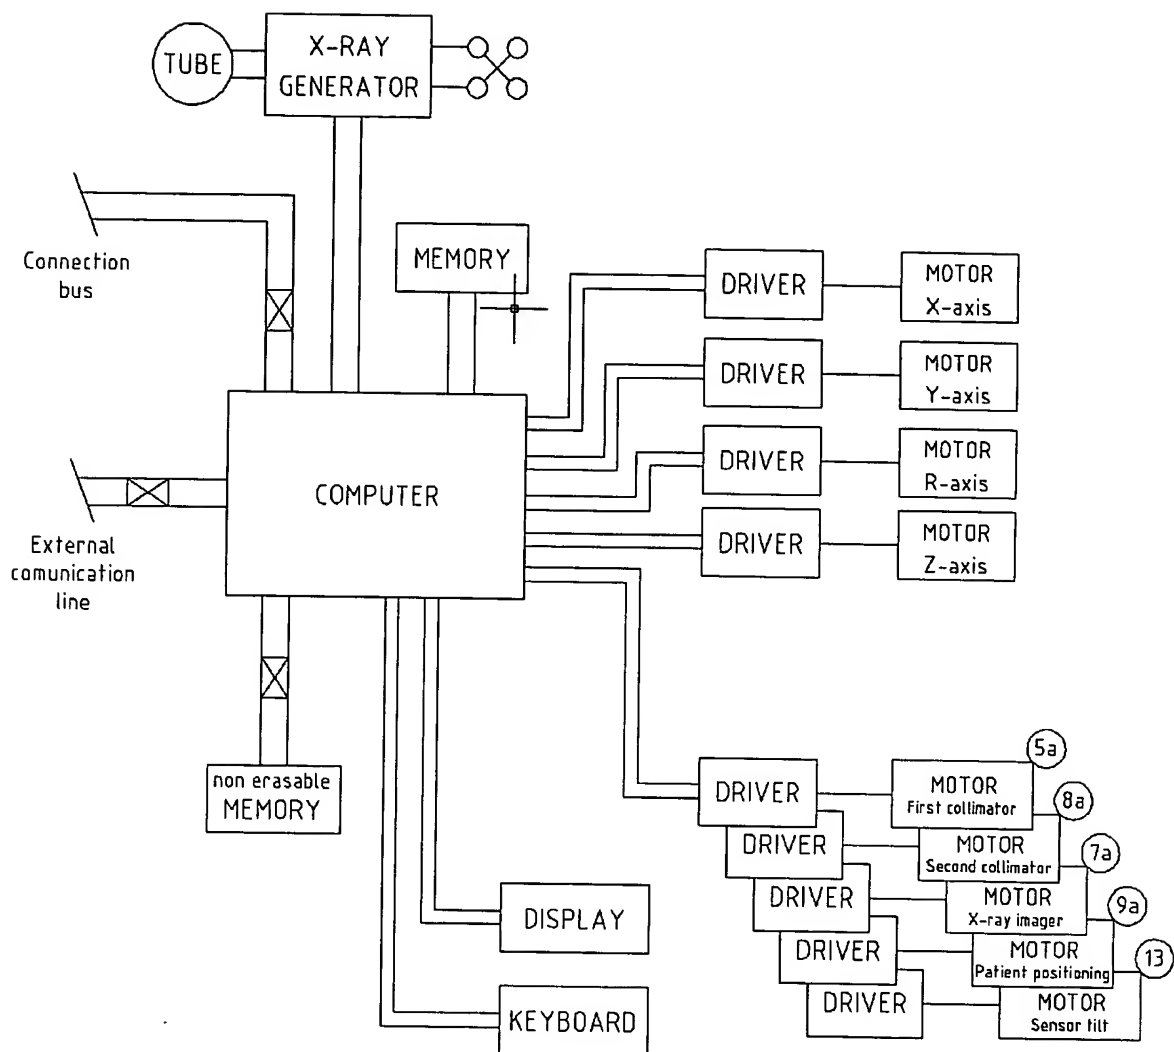 TUBE
X-RAY
GENERATOR
Connection
bus
MEMORY
DRIVER
MOTOR
X-axis
DRIVER
MOTOR
Y-axis
DRIVER
MOTOR
R-axis
DRIVER
MOTOR
Z-axis
COMPUTER
External
comunication
line
non erasable
MEMORY
DRIVER
MOTOR
First collimator
5a
DRIVER
MOTOR
Second collimator
8a
DRIVER
MOTOR
X-ray imager
7a
DRIVER
MOTOR
Patient positioning
9a
DRIVER
MOTOR
Sensor tilt
13
DISPLAY
KEYBOARD